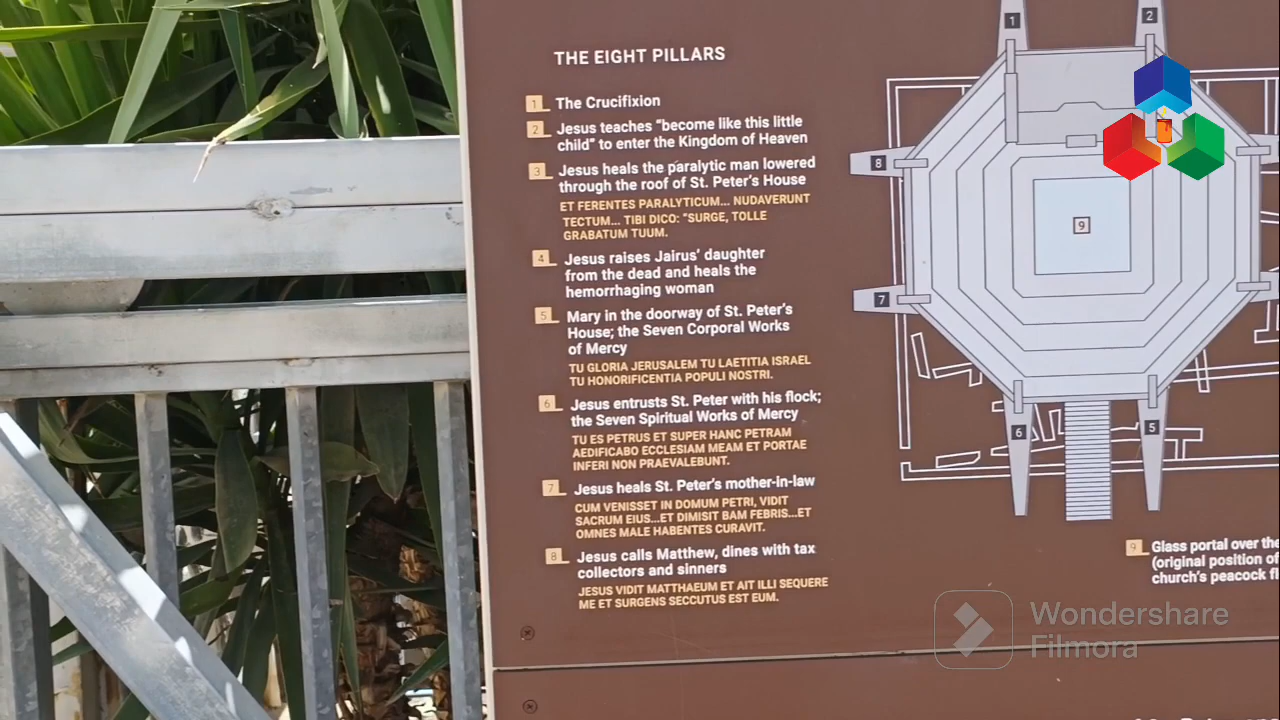 THE EIGHT PILLARS
1 The Crucifixion
2 Jesus teaches “become like this little
child” to enter the Kingdom of Heaven
3 Jesus heals the paralytic man lowered
through the roof of St. Peter’s House
ET FERENTES PARALYTICUM... NUDAVERUNT
TECTUM... TIBI DICO: “SURGE, TOLLE
GRABATUM TUUM.
4 Jesus raises Jairus’ daughter
from the dead and heals the
hemorrhaging woman
5 Mary in the doorway of St. Peter’s
House; the Seven Corporal Works
of Mercy
TU GLORIA JERUSALEM TU LAETITIA ISRAEL
TU HONORIFICENTIA POPULI NOSTRI.
6 Jesus entrusts St. Peter with his flock;
the Seven Spiritual Works of Mercy
TU ES PETRUS ET SUPER HANC PETRAM
AEDIFICABO ECCLESIAM MEAM ET PORTAE
INFERI NON PRAEVALEBUNT.
7 Jesus heals St. Peter’s mother-in-law
CUM VENISSET IN DOMUM PETRI, VIDIT
SACRUM EIUS...ET DIMISIT BAM FEBRIS...ET
OMNES MALE HABENTES CURAVIT.
8 Jesus calls Matthew, dines with tax
collectors and sinners
JESUS VIDIT MATTHAEUM ET AIT ILLI SEQUERE
ME ET SURGENS SECCUTUS EST EUM.
1
2
8
9
7
6
5
9 Glass portal over the
(original position of
church’s peacock fl
Wondershare
Filmora